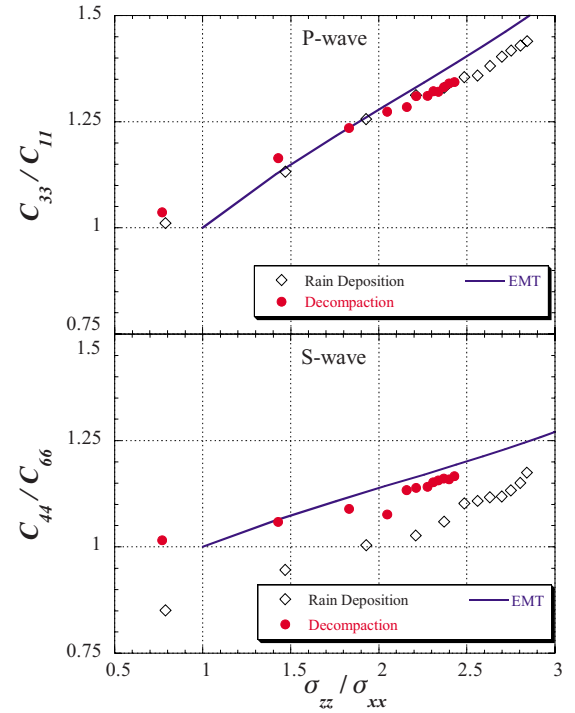 1.5
P-wave
1.25
C33 / C11
1
Rain Deposition
EMT
Decompaction
0.75
1.5
S-wave
1.25
C44 / C66
1
Rain Deposition
EMT
Decompaction
0.75
0.5 1 1.5 2 2.5 3
σzz / σxx